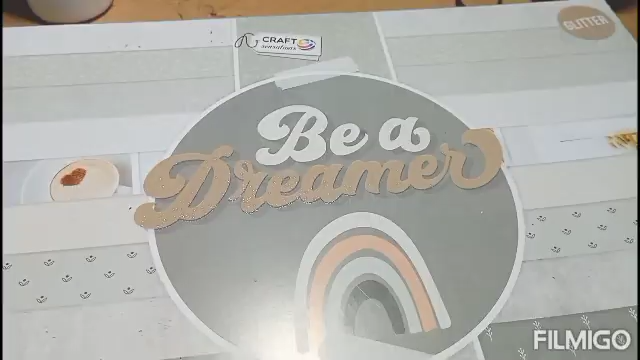 CRAFT
sensations
GLITTER
Be a
Dreamer
FILMIGO